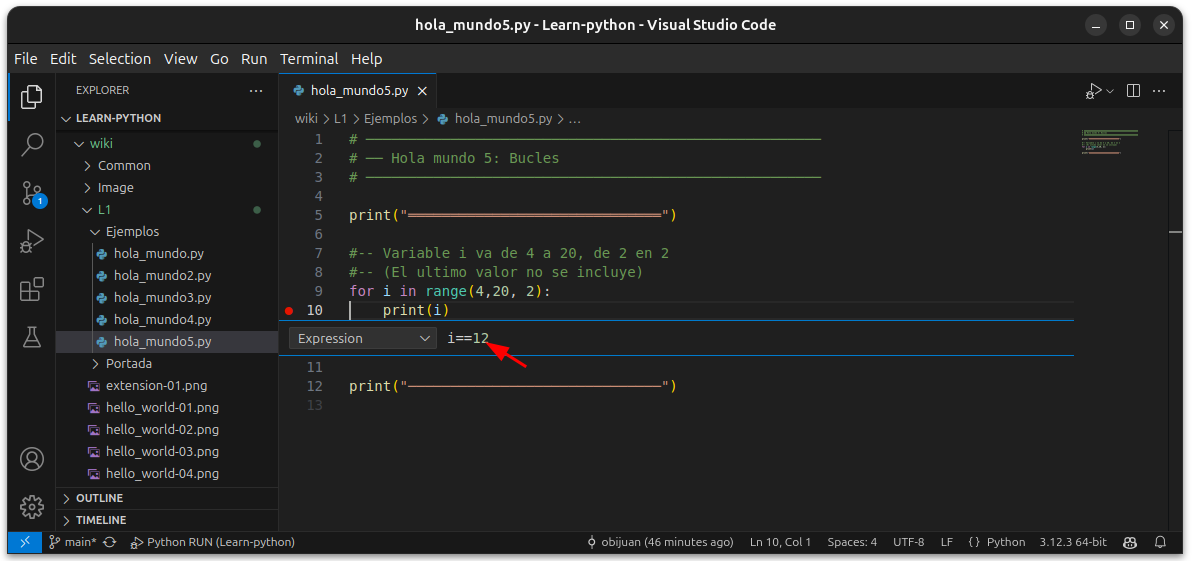 hola_mundo5.py - Learn-python - Visual Studio Code
File Edit Selection View Go Run Terminal Help
EXPLORER
LEARN-PYTHON
wiki
Common
Image
L1
Ejemplos
hola_mundo.py
hola_mundo2.py
hola_mundo3.py
hola_mundo4.py
hola_mundo5.py
Portada
extension-01.png
hello_world-01.png
hello_world-02.png
hello_world-03.png
hello_world-04.png
OUTLINE
TIMELINE
1
hola_mundo5.py
wiki > L1 > Ejemplos > hola_mundo5.py > ...
1 # ──────────────────────────────────────────────────────
2 # ── Hola mundo 5: Bucles
3 # ──────────────────────────────────────────────────────
4
5 print("══════════════════════════════")
6
7 #-- Variable i va de 4 a 20, de 2 en 2
8 #-- (El ultimo valor no se incluye)
9 for i in range(4,20, 2):
10 print(i)
Expression i==12
11
12 print("──────────────────────────────")
13
main* Python RUN (Learn-python) obijuan (46 minutes ago) Ln 10, Col 1 Spaces: 4 UTF-8 LF {} Python 3.12.3 64-bit